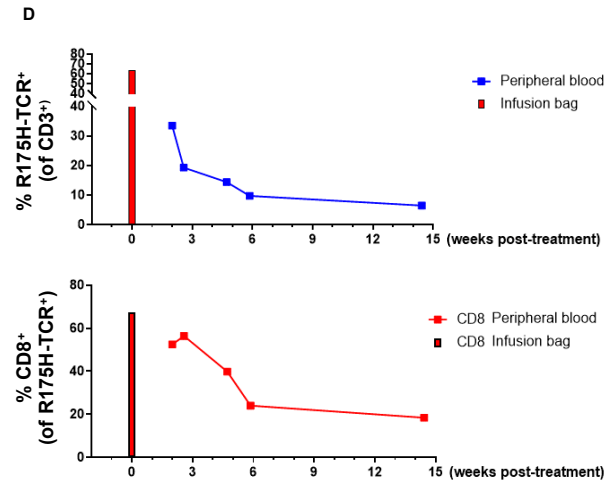 D
% R175H-TCR+
(of CD3+)
80
70
60
50
40
40
30
20
10
0
0 3 6 9 12 15 (weeks post-treatment)
Peripheral blood
Infusion bag
% CD8+
(of R175H-TCR+)
80
60
40
20
0
0 3 6 9 12 15 (weeks post-treatment)
CD8 Peripheral blood
CD8 Infusion bag